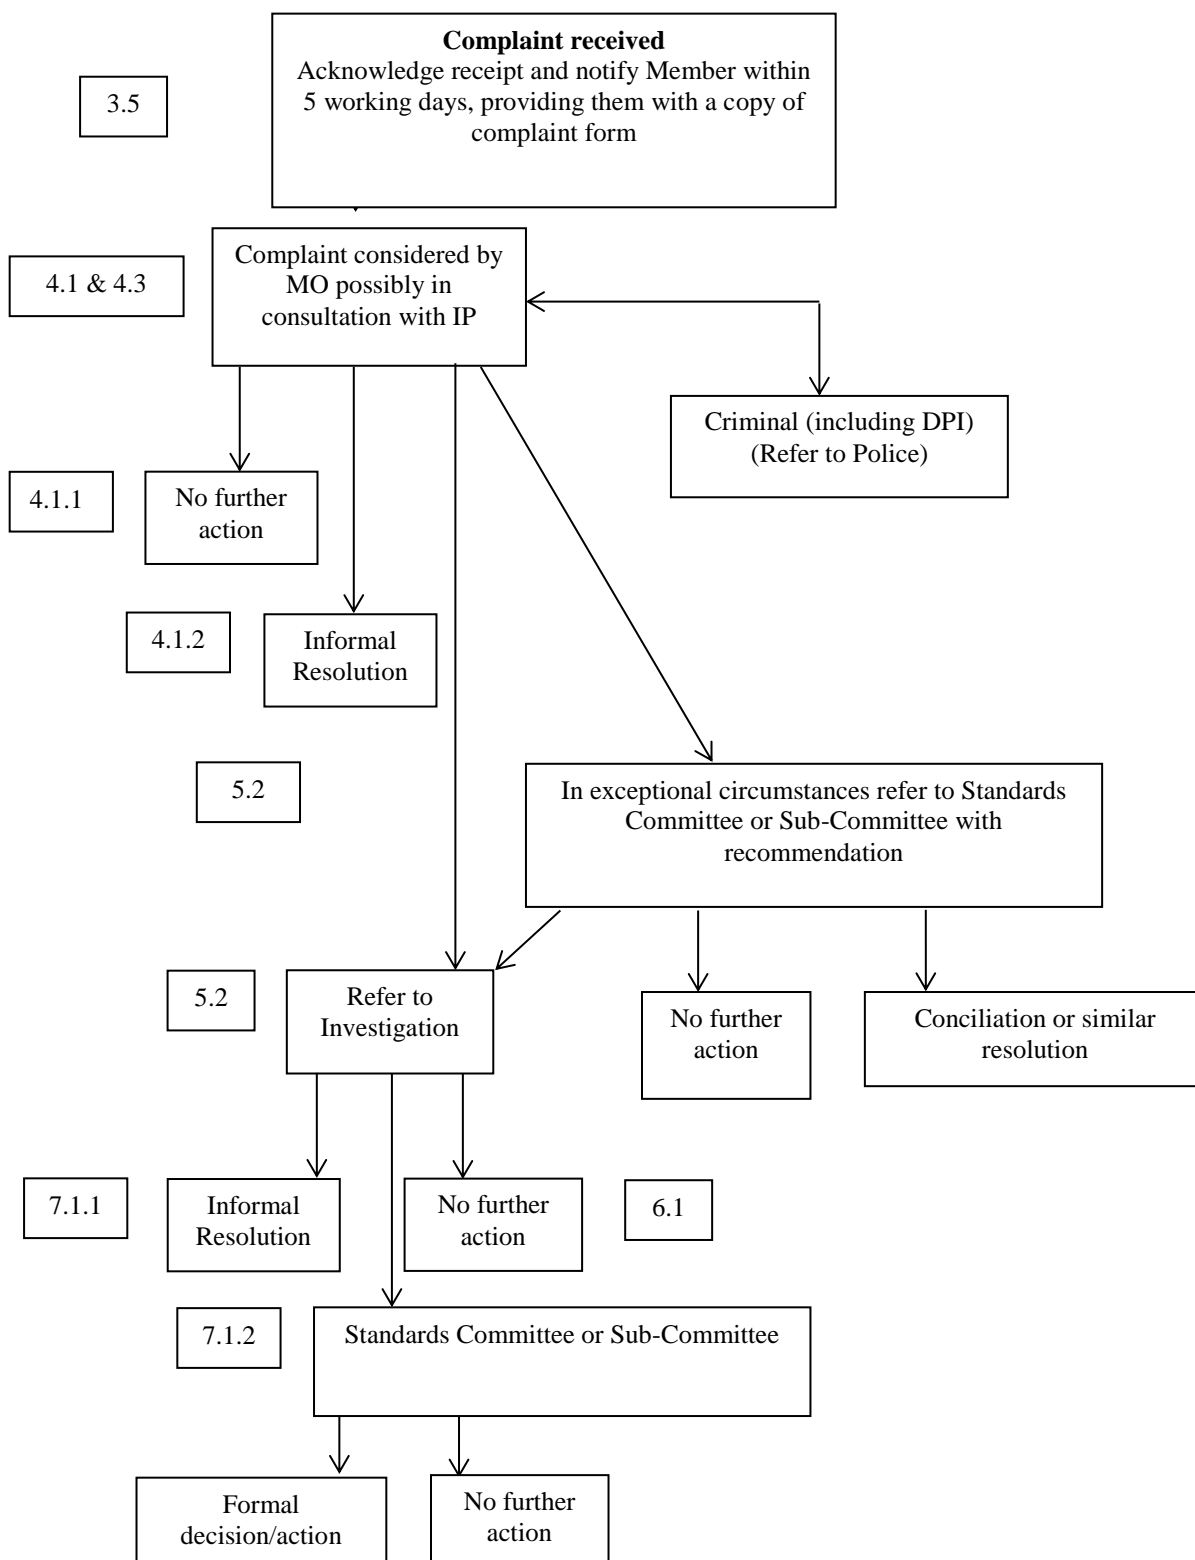 Complaint received
Acknowledge receipt and notify Member within
5 working days, providing them with a copy of
complaint form
3.5
4.1 & 4.3
Complaint considered by
MO possibly in
consultation with IP
Criminal (including DPI)
(Refer to Police)
4.1.1
No further
action
4.1.2
Informal
Resolution
5.2
In exceptional circumstances refer to Standards
Committee or Sub-Committee with
recommendation
5.2
Refer to
Investigation
No further
action
Conciliation or similar
resolution
7.1.1
Informal
Resolution
No further
action
6.1
7.1.2
Standards Committee or Sub-Committee
Formal
decision/action
No further
action